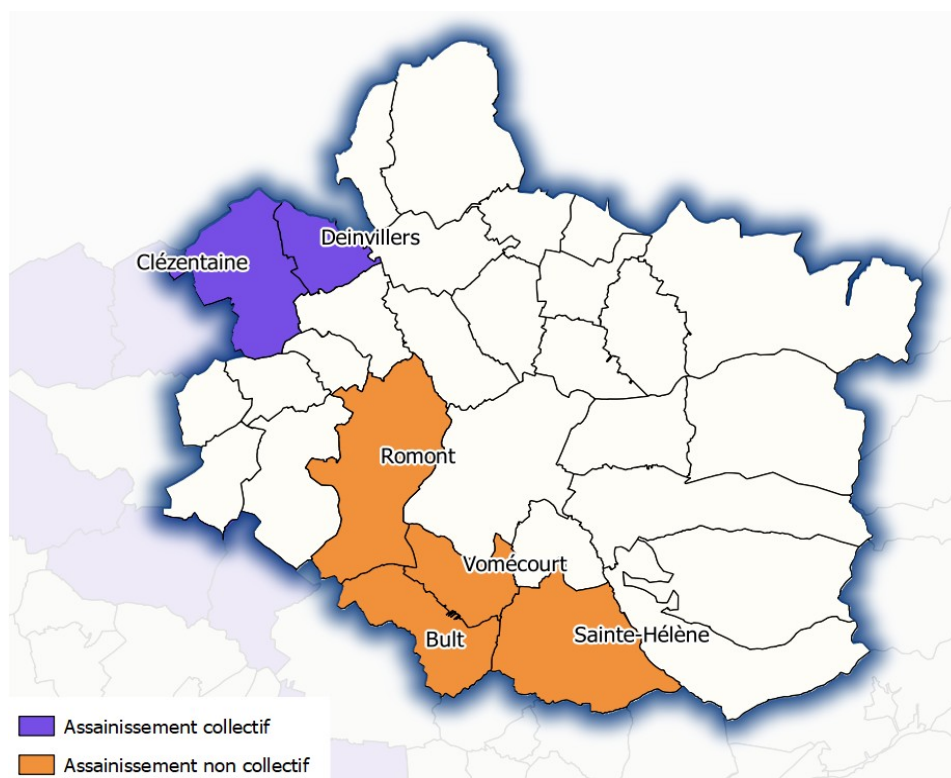 Deinvillers
Clézentaine
Romont
Vomécourt
Sainte-Hélène
Bult
Assainissement collectif
Assainissement non collectif